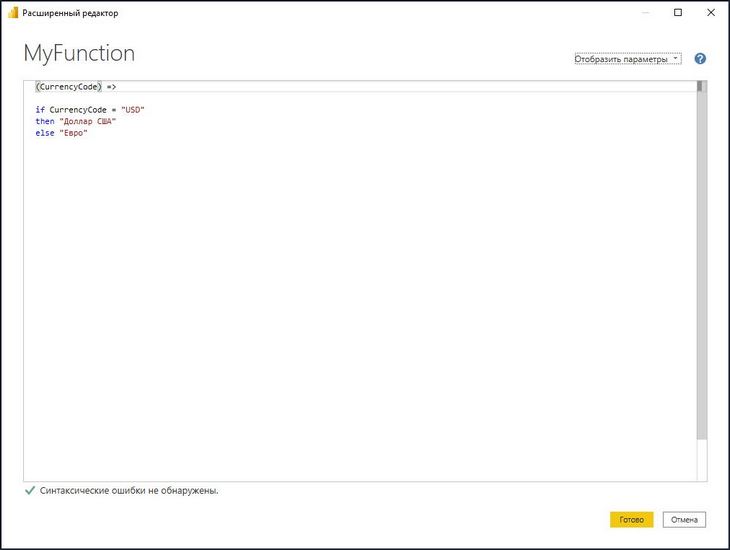 Расширенный редактор
MyFunction
Отобразить параметры
?
(CurrencyCode) =>
if CurrencyCode = "USD"
then "Доллар США"
else "Евро"
Синтаксические ошибки не обнаружены.
Готово
Отмена